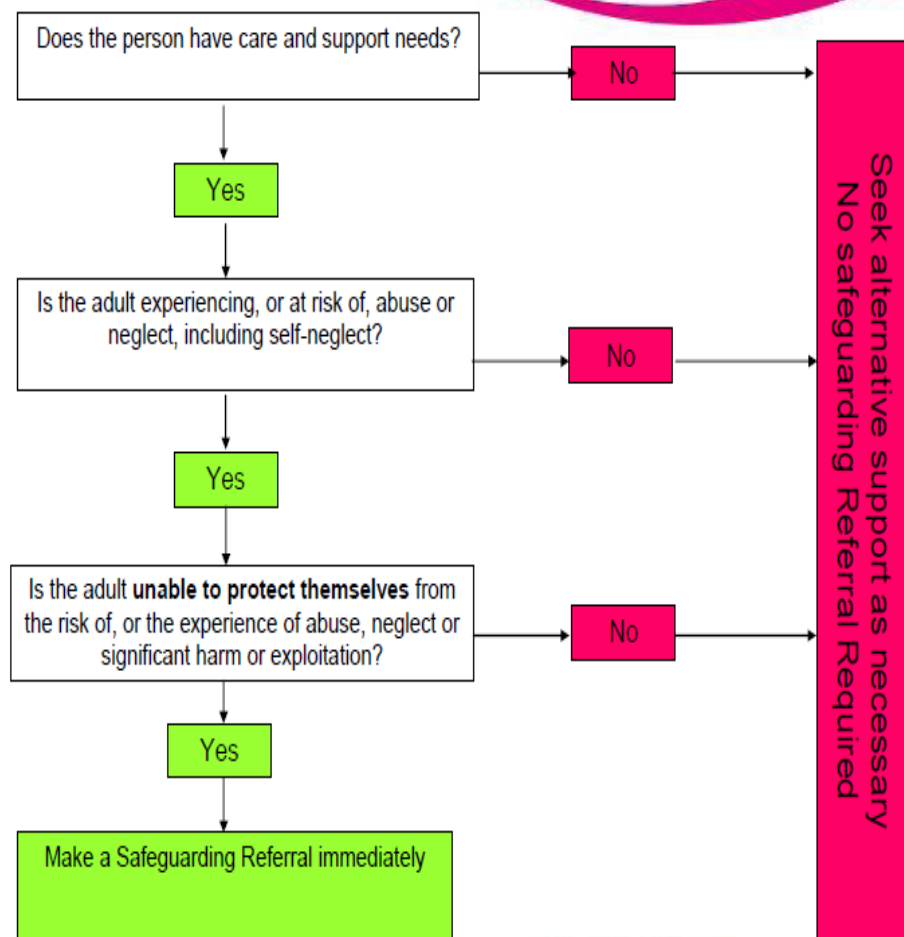 Does the person have care and support needs?
No
Yes
Is the adult experiencing, or at risk of, abuse or
neglect, including self-neglect?
No
Yes
Is the adult unable to protect themselves from
the risk of, or the experience of abuse, neglect or
significant harm or exploitation?
No
Yes
Make a Safeguarding Referral immediately
Seek alternative support as necessary
No safeguarding Referral Required